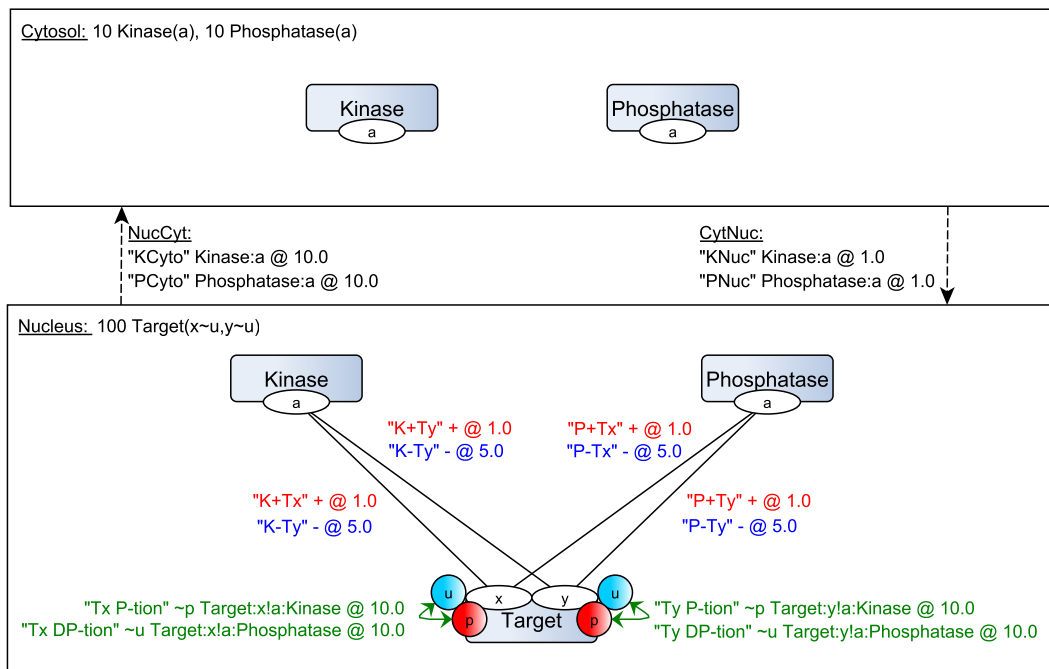 Cytosol: 10 Kinase(a), 10 Phosphatase(a)
Kinase
a
Phosphatase
a
NucCyt:
"KCyto" Kinase:a @ 10.0
"PCyto" Phosphatase:a @ 10.0
CytNuc:
"KNuc" Kinase:a @ 1.0
"PNuc" Phosphatase:a @ 1.0
Nucleus: 100 Target(x~u,y~u)
Kinase
a
Phosphatase
a
"K+Ty" + @ 1.0
"K-Ty" - @ 5.0
"P+Tx" + @ 1.0
"P-Tx" - @ 5.0
"K+Tx" + @ 1.0
"K-Ty" - @ 5.0
"P+Ty" + @ 1.0
"P-Ty" - @ 5.0
u
x
y
u
p
Target
p
"Tx P-tion" ~p Target:x!a:Kinase @ 10.0
"Tx DP-tion" ~u Target:x!a:Phosphatase @ 10.0
"Ty P-tion" ~p Target:y!a:Kinase @ 10.0
"Ty DP-tion" ~u Target:y!a:Phosphatase @ 10.0